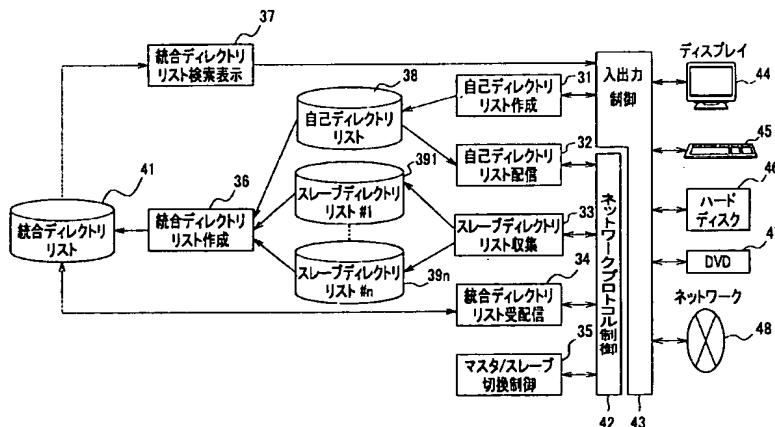 37
統合ディレクトリ
リスト検索表示
38
自己ディレクトリ
リスト
31
自己ディレクトリ
リスト作成
入出力
制御
ディスプレイ
44
32
自己ディレクトリ
リスト配信
45
41
統合ディレクトリ
リスト
36
統合ディレクトリ
リスト作成
391
スレーブディレクトリ
リスト #1
33
スレーブディレクトリ
リスト収集
ネットワークプロトコル制御
46
ハード
ディスク
47
DVD
スレーブディレクトリ
リスト #n
39n
34
統合ディレクトリ
リスト受配信
ネットワーク
48
35
マスタ/スレーブ
切換制御
42
43